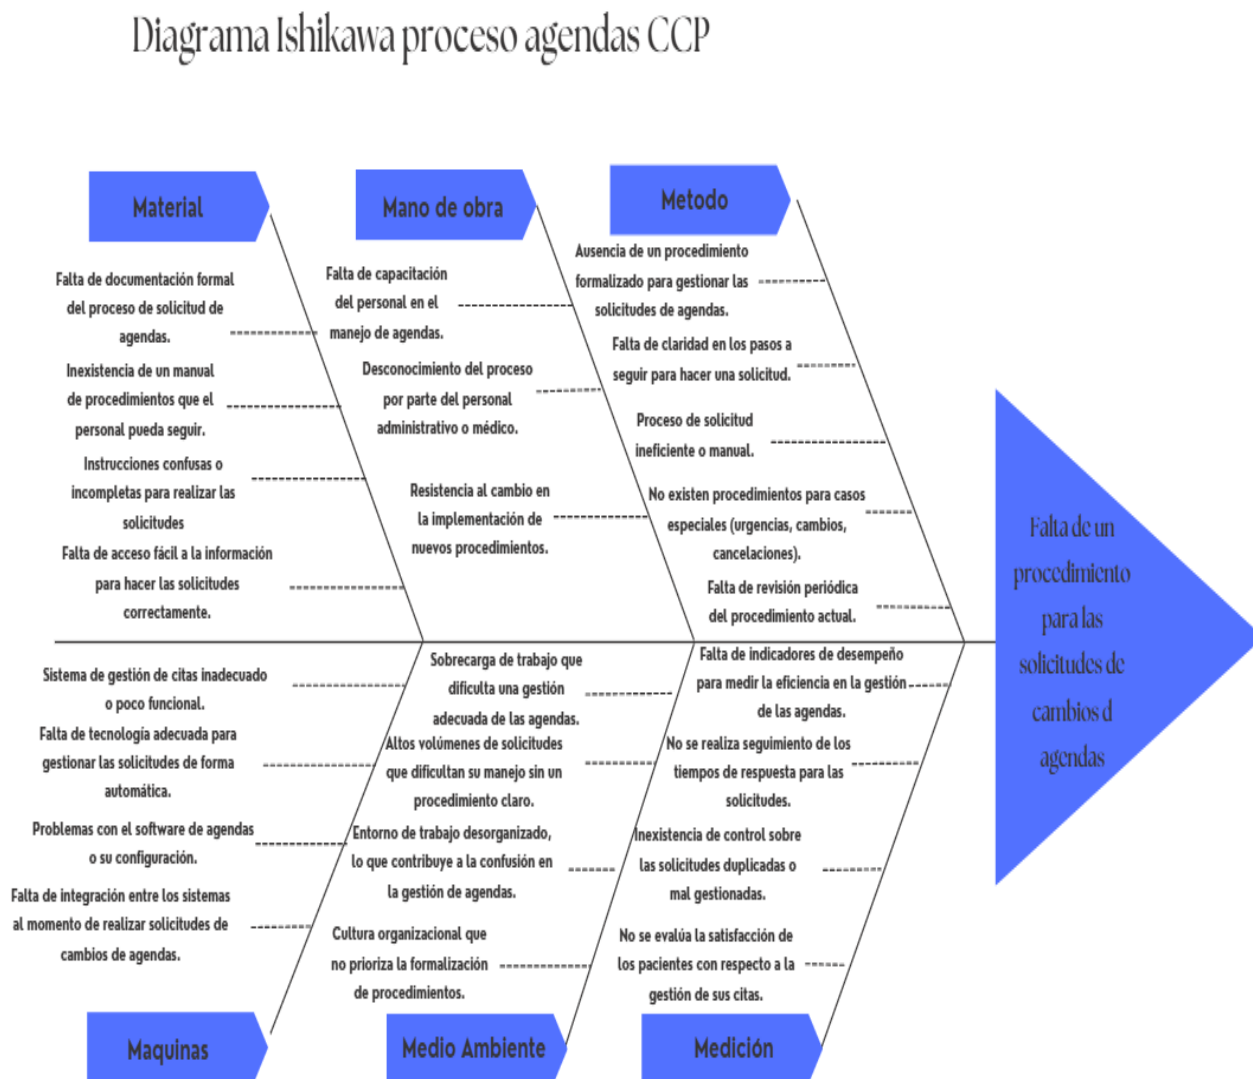 Diagrama Ishikawa proceso agendas CCP
Material
Falta de documentación formal
del proceso de solicitud de
agendas.
Inexistencia de un manual
de procedimientos que el
personal pueda seguir.
Instrucciones confusas o
incompletas para realizar las
solicitudes
Falta de acceso fácil a la información
para hacer las solicitudes
correctamente.
Mano de obra
Falta de capacitación
del personal en el
manejo de agendas.
Desconocimiento del proceso
por parte del personal
administrativo o médico.
Resistencia al cambio en
la implementación de
nuevos procedimientos.
Metodo
Ausencia de un procedimiento
formalizado para gestionar las
solicitudes de agendas.
Falta de claridad en los pasos a
seguir para hacer una solicitud.
Proceso de solicitud
ineficiente o manual.
No existen procedimientos para casos
especiales (urgencias, cambios,
cancelaciones).
Falta de revisión periódica
del procedimiento actual.
Falta de un
procedimiento
para las
solicitudes de
cambios d
agendas
Sistema de gestión de citas inadecuado
o poco funcional.
Falta de tecnología adecuada para
gestionar las solicitudes de forma
automática.
Problemas con el software de agendas
o su configuración.
Falta de integración entre los sistemas
al momento de realizar solicitudes de
cambios de agendas.
Maquinas
Sobrecarga de trabajo que
dificulta una gestión
adecuada de las agendas.
Altos volúmenes de solicitudes
que dificultan su manejo sin un
procedimiento claro.
Entorno de trabajo desorganizado,
lo que contribuye a la confusión en
la gestión de agendas.
Cultura organizacional que
no prioriza la formalización
de procedimientos.
Medio Ambiente
Falta de indicadores de desempeño
para medir la eficiencia en la gestión
de las agendas.
No se realiza seguimiento de los
tiempos de respuesta para las
solicitudes.
Inexistencia de control sobre
las solicitudes duplicadas o
mal gestionadas.
No se evalúa la satisfacción de
los pacientes con respecto a la
gestión de sus citas.
Medición